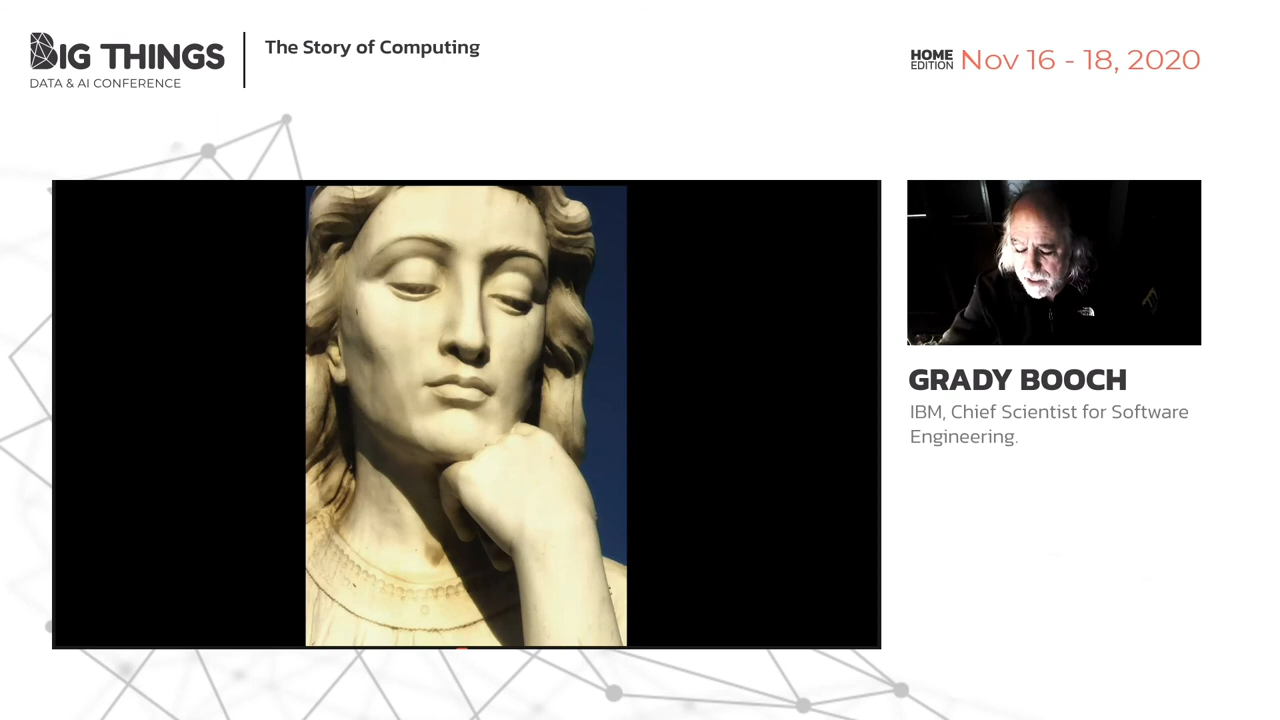 BIG THINGS
DATA & AI CONFERENCE
The Story of Computing
HOME
EDITION
Nov 16 - 18, 2020
GRADY BOOCH
IBM, Chief Scientist for Software
Engineering.